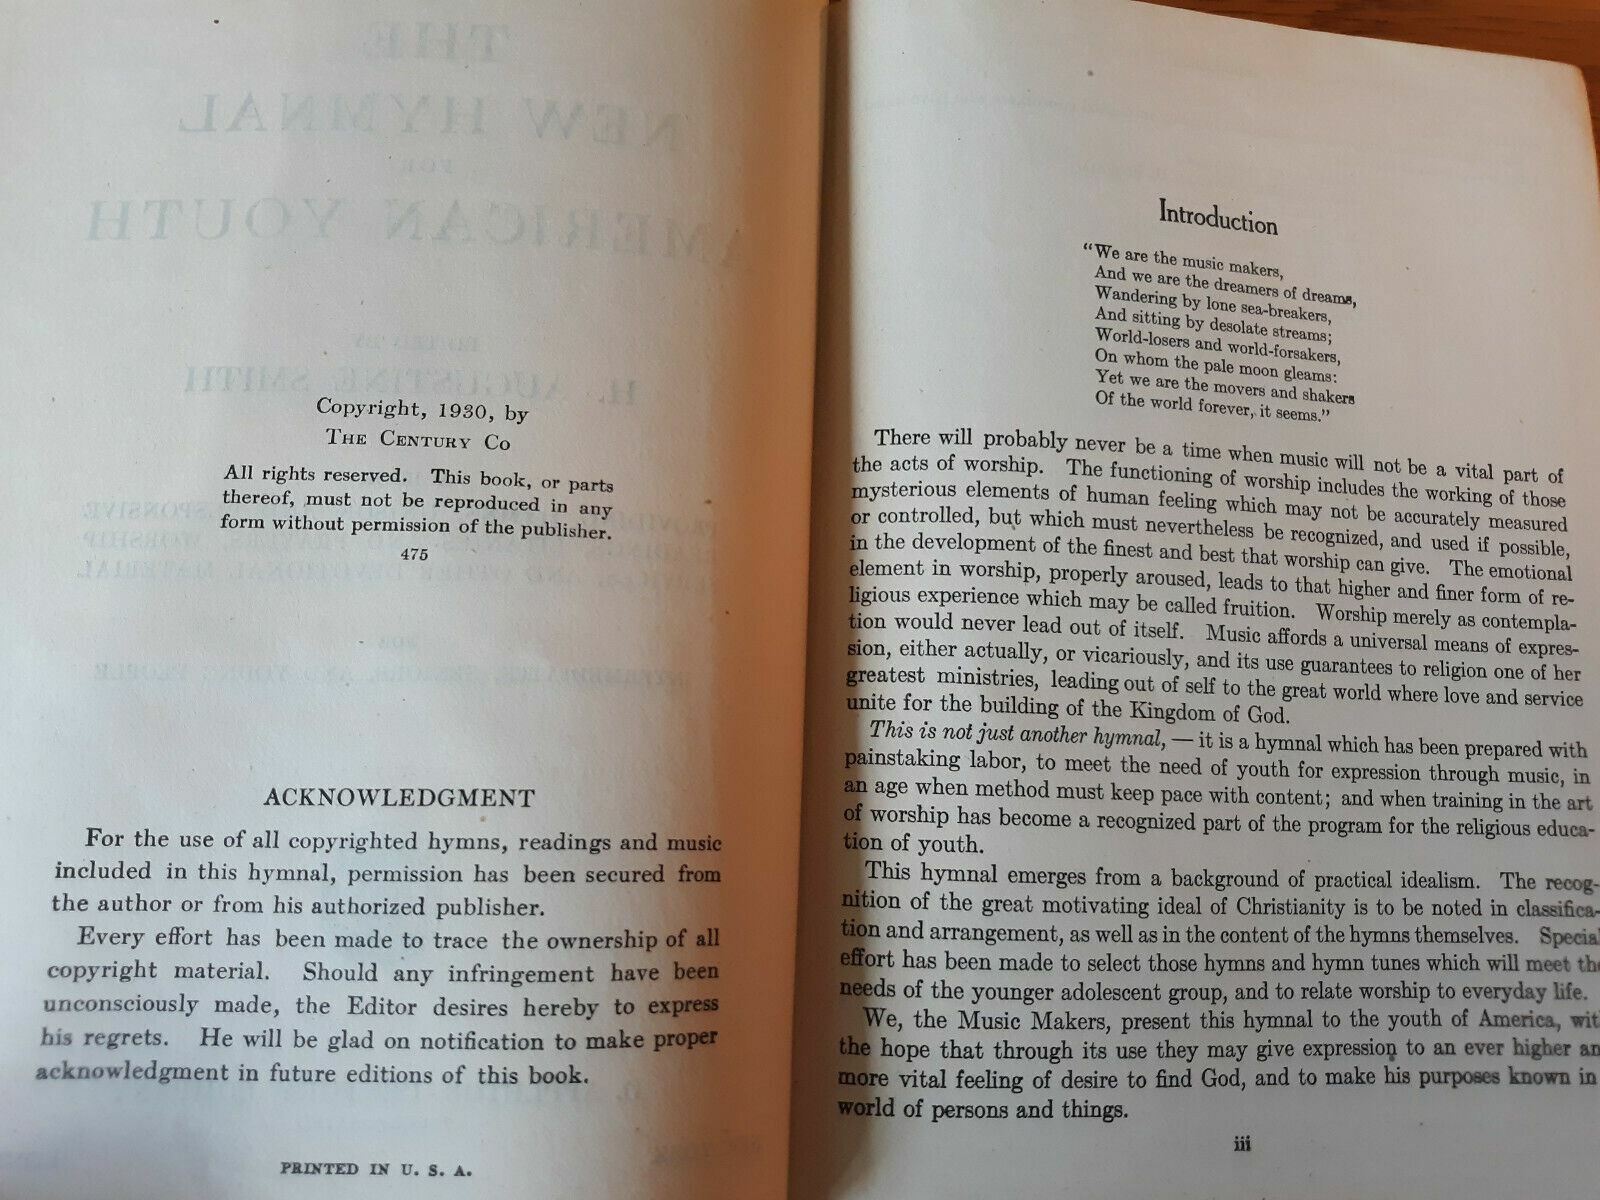 THE
NEW HYMNAL
FOR
AMERICAN YOUTH
EDITED BY
H. AUGUSTINE SMITH
Copyright, 1930, by
THE CENTURY CO
All rights reserved. This book, or parts
thereof, must not be reproduced in any
form without permission of the publisher.
475
ACKNOWLEDGMENT
For the use of all copyrighted hymns, readings and music
included in this hymnal, permission has been secured from
the author or from his authorized publisher.
Every effort has been made to trace the ownership of all
copyright material. Should any infringement have been
unconsciously made, the Editor desires hereby to express
his regrets. He will be glad on notification to make proper
acknowledgment in future editions of this book.
PRINTED IN U. S. A.
Introduction
"We are the music makers,
And we are the dreamers of dreams,
Wandering by lone sea-breakers,
And sitting by desolate streams;
World-losers and world-forsakers,
On whom the pale moon gleams:
Yet we are the movers and shakers
Of the world forever, it seems."
There will probably never be a time when music will not be a vital part of
the acts of worship. The functioning of worship includes the working of those
mysterious elements of human feeling which may not be accurately measured
or controlled, but which must nevertheless be recognized, and used if possible,
in the development of the finest and best that worship can give. The emotional
element in worship, properly aroused, leads to that higher and finer form of re-
ligious experience which may be called fruition. Worship merely as contempla-
tion would never lead out of itself. Music affords a universal means of expres-
sion, either actually, or vicariously, and its use guarantees to religion one of her
greatest ministries, leading out of self to the great world where love and service
unite for the building of the Kingdom of God.
This is not just another hymnal, — it is a hymnal which has been prepared with
painstaking labor, to meet the need of youth for expression through music, in
an age when method must keep pace with content; and when training in the art
of worship has become a recognized part of the program for the religious educa-
tion of youth.
This hymnal emerges from a background of practical idealism. The recog-
nition of the great motivating ideal of Christianity is to be noted in classifica-
tion and arrangement, as well as in the content of the hymns themselves. Special
effort has been made to select those hymns and hymn tunes which will meet the
needs of the younger adolescent group, and to relate worship to everyday life.
We, the Music Makers, present this hymnal to the youth of America, wit
the hope that through its use they may give expression to an ever higher an
more vital feeling of desire to find God, and to make his purposes known in
world of persons and things.
iii